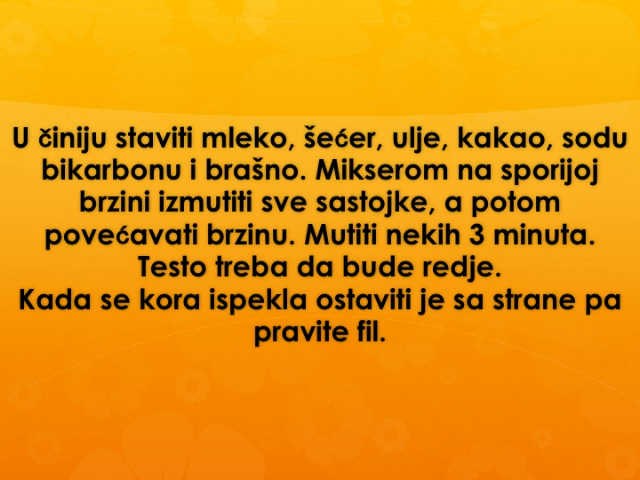 U činiju staviti mleko, šećer, ulje, kakao, sodu
bikarbonu i brašno. Mikserom na sporijoj
brzini izmutiti sve sastojke, a potom
povećavati brzinu. Mutiti nekih 3 minuta.
Testo treba da bude redje.
Kada se kora ispekla ostaviti je sa strane pa
pravite fil.